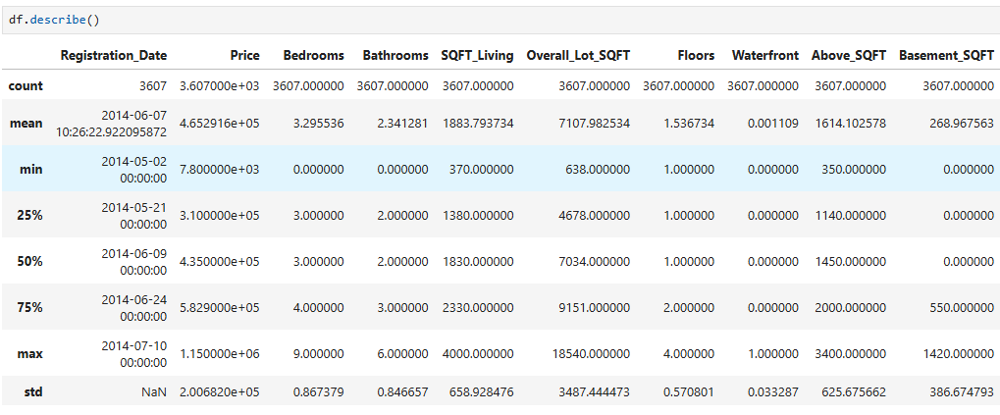 df.describe()
Registration_Date Price Bedrooms Bathrooms SQFT_Living Overall_Lot_SQFT Floors Waterfront Above_SQFT Basement_SQFT
count 3607 3.607000e+03 3607.000000 3607.000000 3607.000000 3607.000000 3607.000000 3607.000000 3607.000000 3607.000000
mean 2014-06-07 10:26:22.922095872 4.652916e+05 3.295536 2.341281 1883.793734 7107.982534 1.536734 0.001109 1614.102578 268.967563
min 2014-05-02 00:00:00 7.800000e+03 0.000000 0.000000 370.000000 638.000000 1.000000 0.000000 350.000000 0.000000
25% 2014-05-21 00:00:00 3.100000e+05 3.000000 2.000000 1380.000000 4678.000000 1.000000 0.000000 1140.000000 0.000000
50% 2014-06-09 00:00:00 4.350000e+05 3.000000 2.000000 1830.000000 7034.000000 1.000000 0.000000 1450.000000 0.000000
75% 2014-06-24 00:00:00 5.829000e+05 4.000000 3.000000 2330.000000 9151.000000 2.000000 0.000000 2000.000000 550.000000
max 2014-07-10 00:00:00 1.150000e+06 9.000000 6.000000 4000.000000 18540.000000 4.000000 1.000000 3400.000000 1420.000000
std NaN 2.006820e+05 0.867379 0.846657 658.928476 3487.444473 0.570801 0.033287 625.675662 386.674793